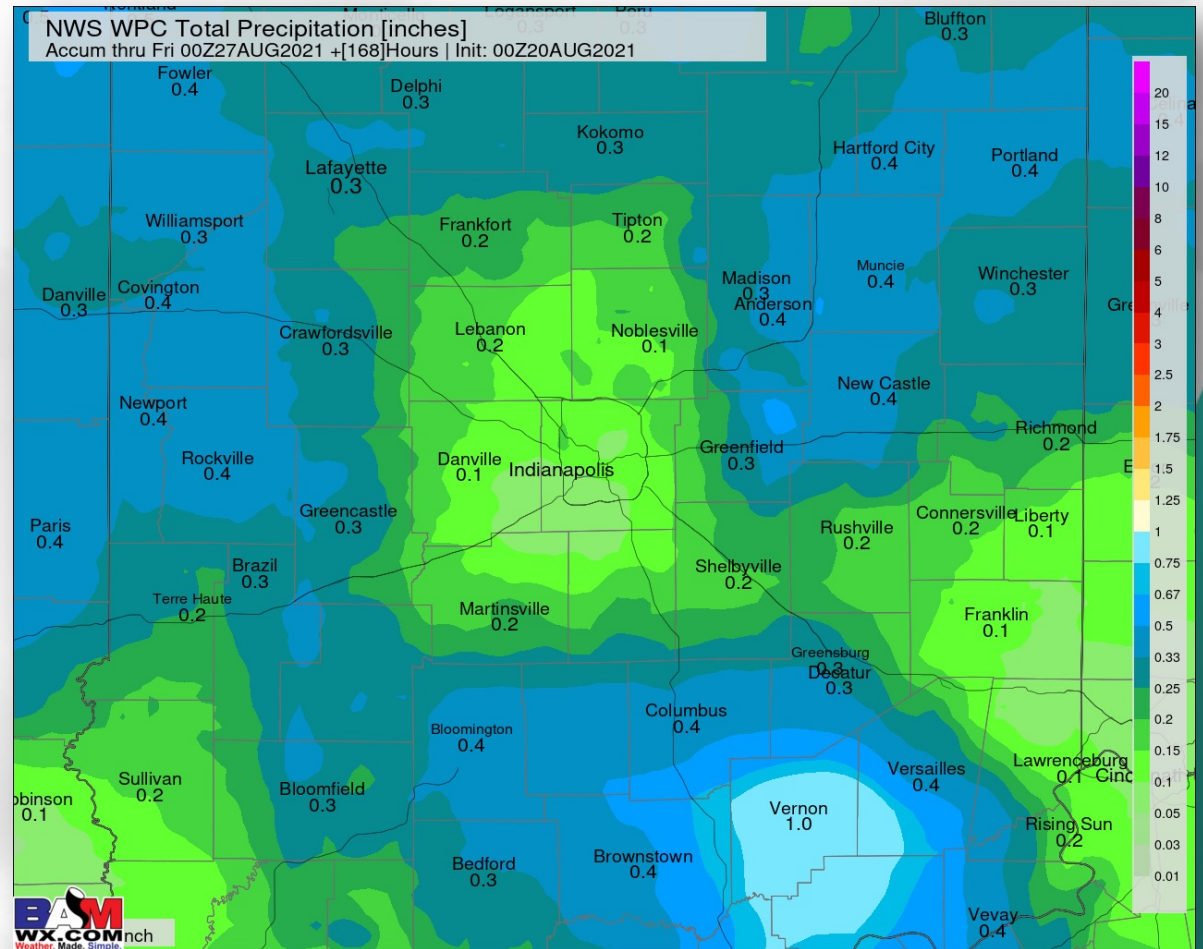 NWS WPC Total Precipitation [inches]
Accum thru Fri 00Z27AUG2021 +[168]Hours | Init: 00Z20AUG2021
Logansport
0.3
Peru
0.3
Bluffton
0.3
Fowler
0.4
Delphi
0.3
Kokomo
0.3
Hartford City
0.4
Portland
0.4
Lafayette
0.3
Williamsport
0.3
Frankfort
0.2
Tipton
0.2
Madison
0.3
Anderson
0.4
Muncie
0.4
Winchester
0.3
Danville
0.3
Covington
0.4
Crawfordsville
0.3
Lebanon
0.2
Noblesville
0.1
New Castle
0.4
Newport
0.4
Richmond
0.2
Rockville
0.4
Danville
0.1
Indianapolis
Greenfield
0.3
Greencastle
0.3
Paris
0.4
Rushville
0.2
Connersville
0.2
Liberty
0.1
Brazil
0.3
Shelbyville
0.2
Terre Haute
0.2
Martinsville
0.2
Franklin
0.1
Greensburg
0.3
Decatur
0.3
Columbus
0.4
Bloomington
0.4
Versailles
0.4
Lawrenceburg
0.1
Cinc
Sullivan
0.2
Bloomfield
0.3
obinson
0.1
Vernon
1.0
Rising Sun
0.2
Bedford
0.3
Brownstown
0.4
Vevay
0.4
20
15
12
10
8
6
5
4
3
2.5
2
1.75
1.5
1.25
1
0.75
0.67
0.5
0.33
0.25
0.2
0.15
0.1
0.05
0.03
0.01
BAM
WX.COM
Weather. Made. Simple.
nch